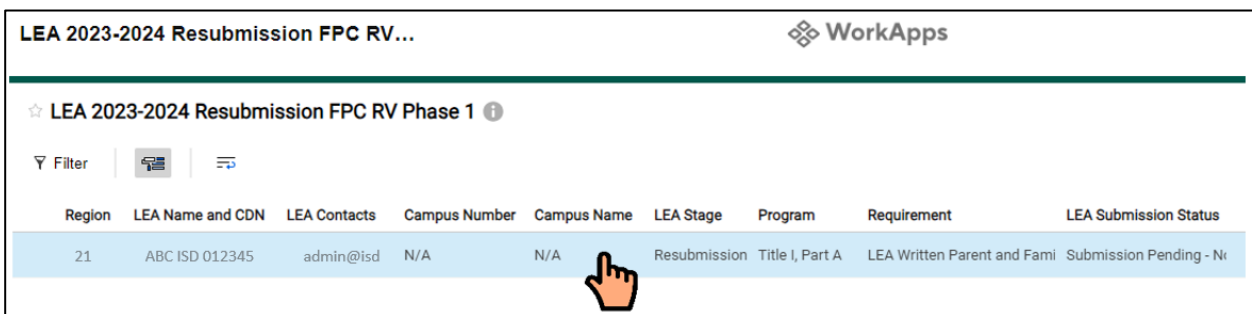 LEA 2023-2024 Resubmission FPC RV... WorkApps
LEA 2023-2024 Resubmission FPC RV Phase 1
Filter
Region LEA Name and CDN LEA Contacts Campus Number Campus Name LEA Stage Program Requirement LEA Submission Status
21 ABC ISD 012345 admin@isd N/A N/A Resubmission Title I, Part A LEA Written Parent and Fami Submission Pending - No